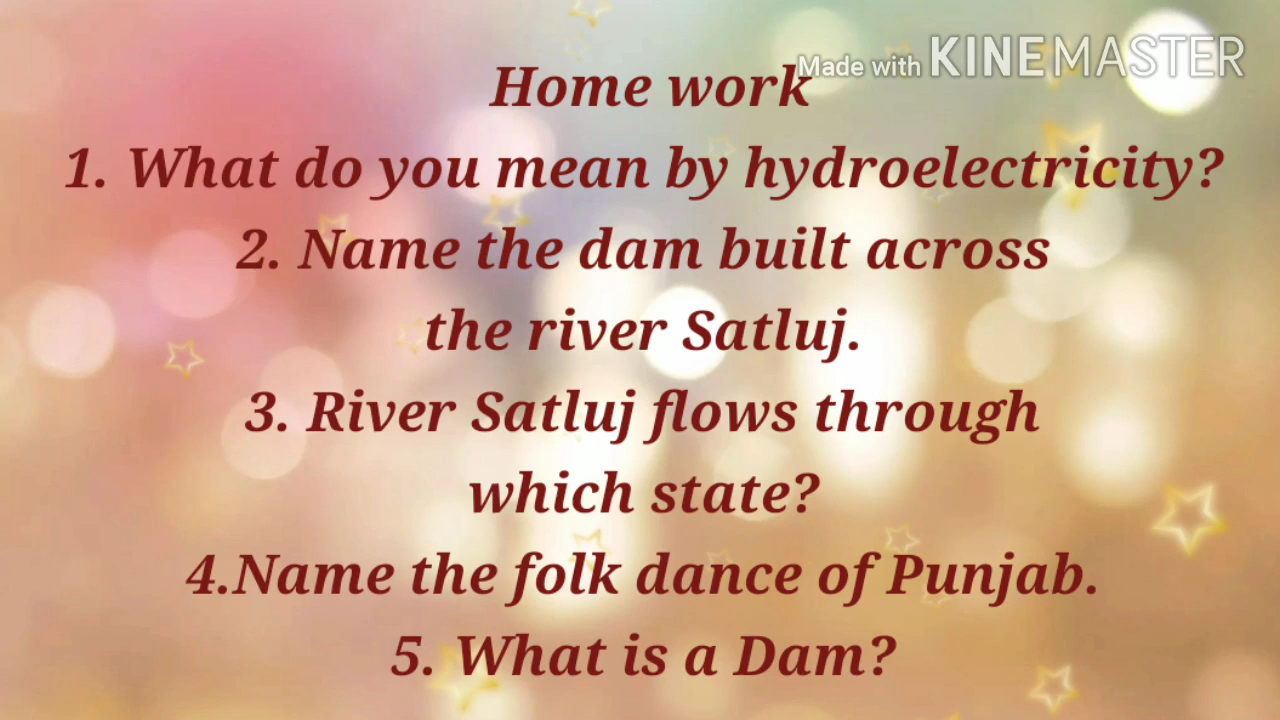 Made with KINEMASTER
Home work
1. What do you mean by hydroelectricity?
2. Name the dam built across
the river Satluj.
3. River Satluj flows through
which state?
4.Name the folk dance of Punjab.
5. What is a Dam?